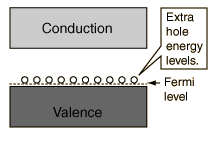 Conduction
Extra
hole
energy
levels.
Fermi
level
Valence